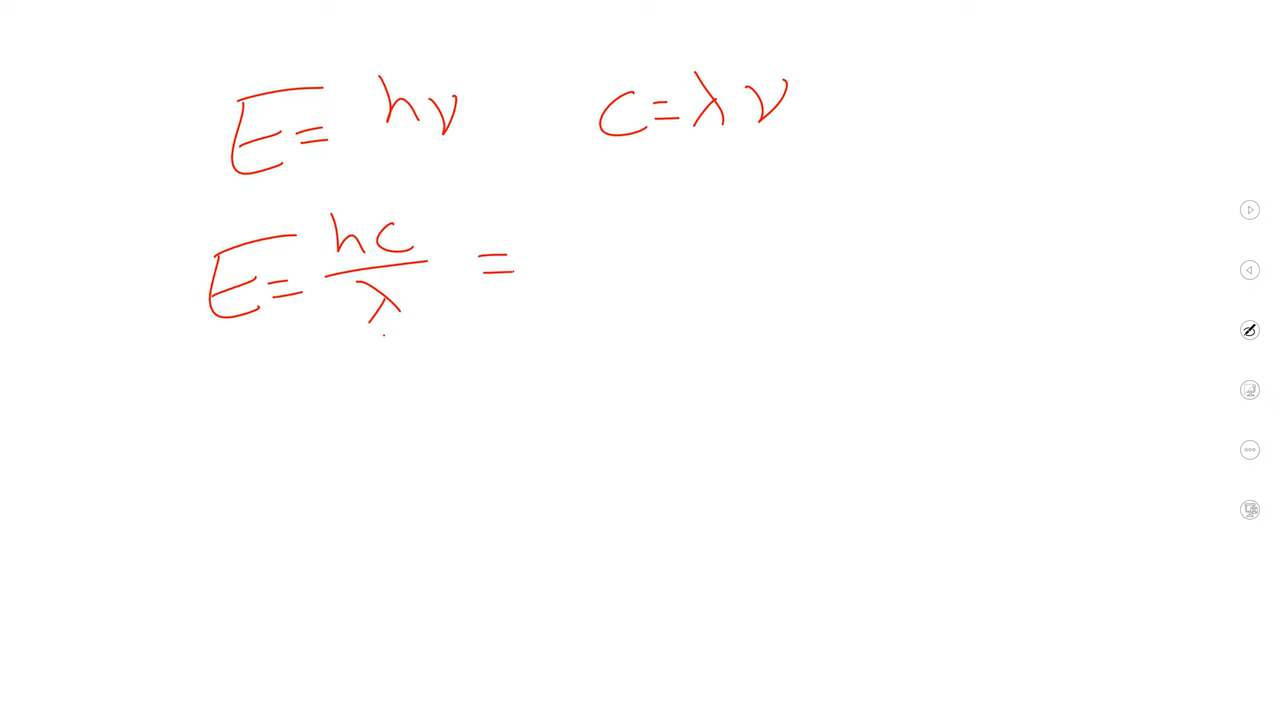 E = hν    c = λν
E = hc/λ =